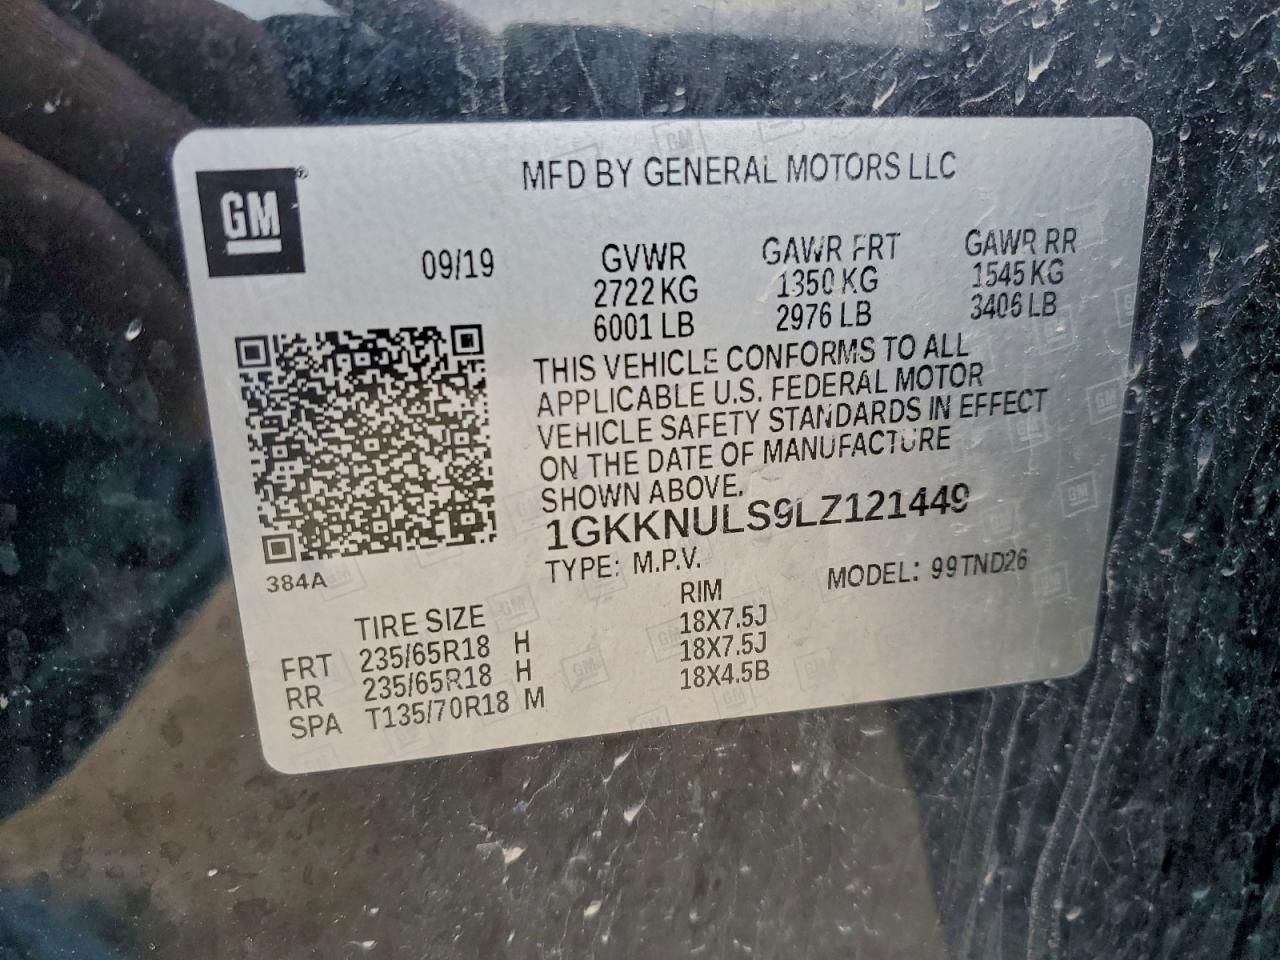 GM
MFD BY GENERAL MOTORS LLC
09/19
GVWR GAWR FRT GAWR RR
2722 KG 1350 KG 1545 KG
6001 LB 2976 LB 3406 LB
THIS VEHICLE CONFORMS TO ALL
APPLICABLE U.S. FEDERAL MOTOR
VEHICLE SAFETY STANDARDS IN EFFECT
ON THE DATE OF MANUFACTURE
SHOWN ABOVE.
1GKKNULS9LZ121449
384A
TYPE: M.P.V. MODEL: 99TND26
TIRE SIZE RIM
FRT 235/65R18 H 18X7.5J
RR 235/65R18 H 18X7.5J
SPA T135/70R18 M 18X4.5B